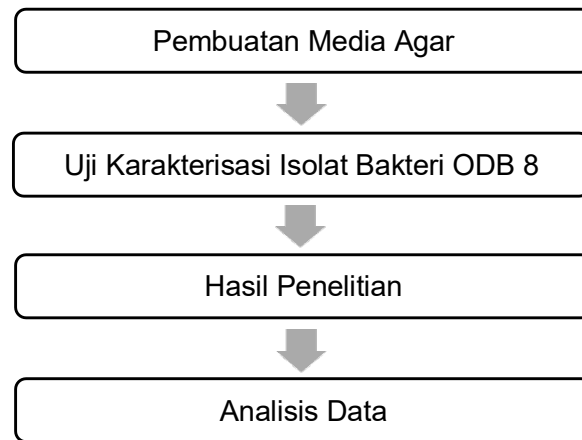 Pembuatan Media Agar
Uji Karakterisasi Isolat Bakteri ODB 8
Hasil Penelitian
Analisis Data